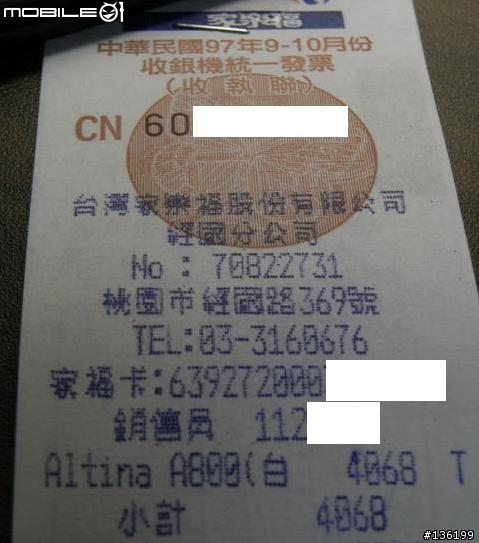 MOBILE01
家樂福
中華民國97年9-10月份
收銀機統一發票
(收執聯)
CN 60
台灣家樂福股份有限公司
經國分公司
No : 70822731
桃園市經國路369號
TEL:03-3160676
家福卡:639272000
銷售員 112
Altina A800(白 4068 T
小計 4068
#136199